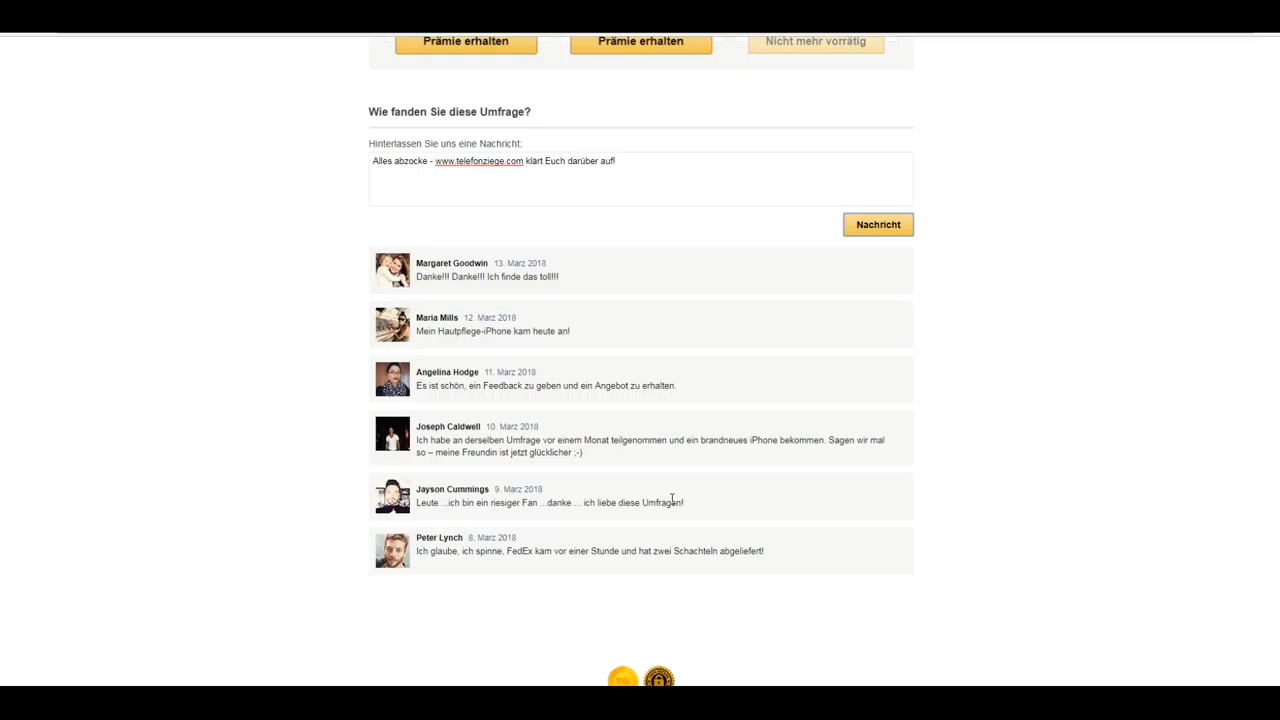 Prämie erhalten
Prämie erhalten
Nicht mehr vorrätig
Wie fanden Sie diese Umfrage?
Hinterlassen Sie uns eine Nachricht:
Alles abzocke - www.telefonziege.com klärt Euch darüber auf!
Nachricht
Margaret Goodwin 13. Marz 2018
Danke!!! Danke!!! Ich finde das toll!!!
Maria Mills 12. Marz 2018
Mein Hautpflege-iPhone kam heute an!
Angelina Hodge 11. Marz 2018
Es ist schön, ein Feedback zu geben und ein Angebot zu erhalten.
Joseph Caldwell 10. Marz 2018
Ich habe an derselben Umfrage vor einem Monat teilgenommen und ein brandneues iPhone bekommen. Sagen wir mal
so – meine Freundin ist jetzt glücklicher ;-)
Jayson Cummings 9. Marz 2018
Leute ...ich bin ein riesiger Fan ...danke ... ich liebe diese Umfragen!
Peter Lynch 8. Marz 2018
Ich glaube, ich spinne, FedEx kam vor einer Stunde und hat zwei Schachteln abgeliefert!